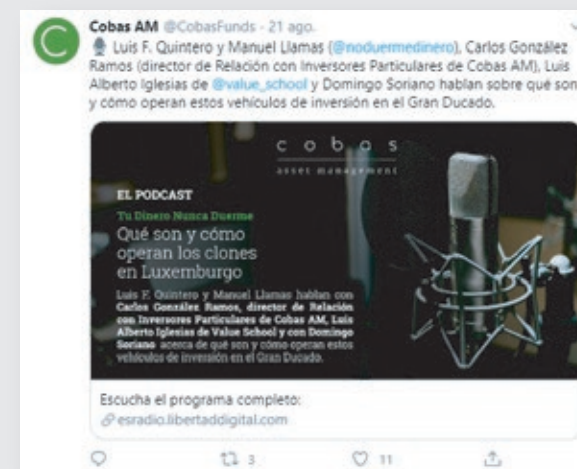 Cobas AM @CobasFunds · 21 ago.
Luis F. Quintero y Manuel Llamas (@noduermedinero), Carlos González
Ramos (director de Relación con Inversores Particulares de Cobas AM), Luis
Alberto Iglesias de @value_school y Domingo Soriano hablan sobre qué son
y cómo operan estos vehículos de inversión en el Gran Ducado.
cobas
asset management
EL PODCAST
Tu Dinero Nunca Duerme
Qué son y cómo
operan los clones
en Luxemburgo
Luis F. Quintero y Manuel Llamas hablan con
Carlos González Ramos, director de Relación
con Inversores Particulares de Cobas AM, Luis
Alberto Iglesias de Value School y con Domingo
Soriano acerca de qué son y cómo operan estos
vehículos de inversión en el Gran Ducado.
Escucha el programa completo:
esradio.libertaddigital.com
3 11